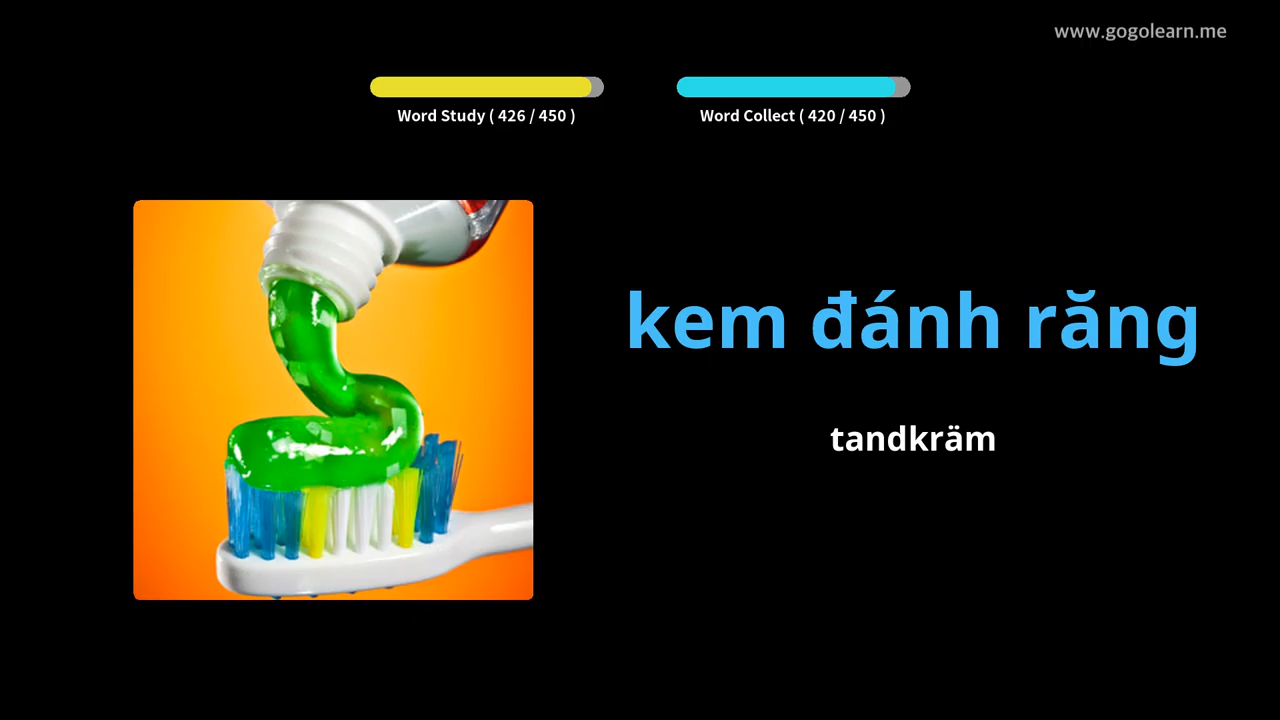 www.gogolearn.me
Word Study ( 426 / 450 )
Word Collect ( 420 / 450 )
kem đánh răng
tandkräm